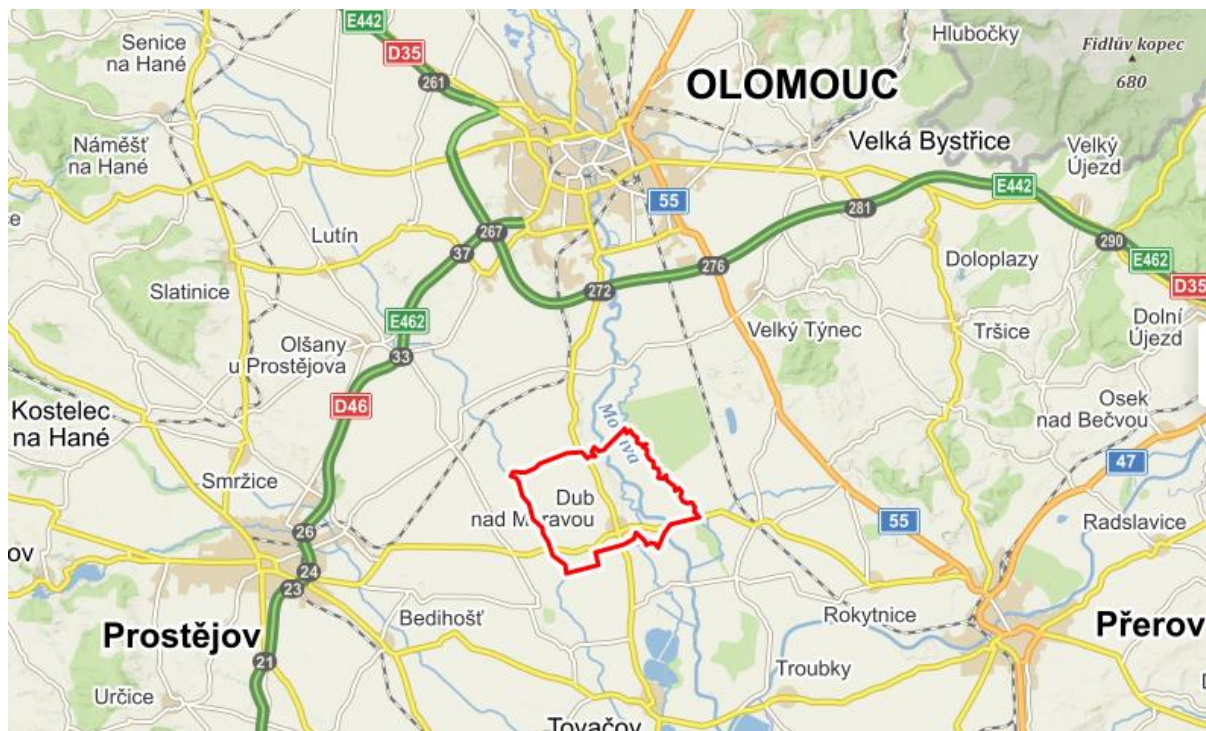 E442
Senice
na Hané
D35
261
Hlubočky
Fidlův kopec
680
OLOMOUC
Náměšť
na Hané
Velká Bystřice
Velký
Újezd
E442
55
281
267
Lutín
37
290
E462
276
Doloplazy
D35
Slatinice
272
E462
Velký Týnec
Tršice
Dolní
Újezd
Olšany
u Prostějova
33
Kostelec
na Hané
D46
Osek
nad Bečvou
47
Smržice
Dub
nad Moravou
55
Radslavice
26
24
23
Bedihošť
Rokytnice
Prostějov
Přerov
21
Troubky
Určice
Tovačov